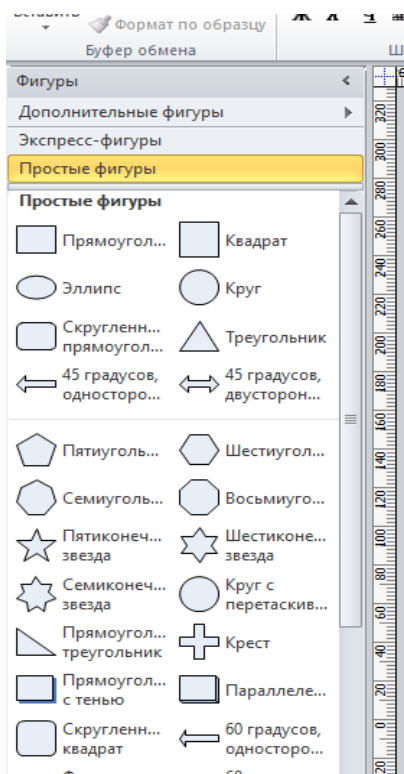 Вставить
Формат по образцу
Ж К Ч
Буфер обмена
Ш
Фигуры
Дополнительные фигуры
Экспресс-фигуры
Простые фигуры
Простые фигуры
Прямоугол...
Квадрат
Эллипс
Круг
Скругленн...
прямоугол...
Треугольник
45 градусов,
односторо...
45 градусов,
двусторон...
Пятиуголь...
Шестиугол...
Семиуголь...
Восьмиуго...
Пятиконеч...
звезда
Шестиконе...
звезда
Семиконеч...
звезда
Круг с
перетаскив...
Прямоугол...
треугольник
Крест
Прямоугол...
с тенью
Параллеле...
Скругленн...
квадрат
60 градусов,
односторо...
320
300
280
260
240
220
200
180
160
140
120
100
80
60
40
20
0
20